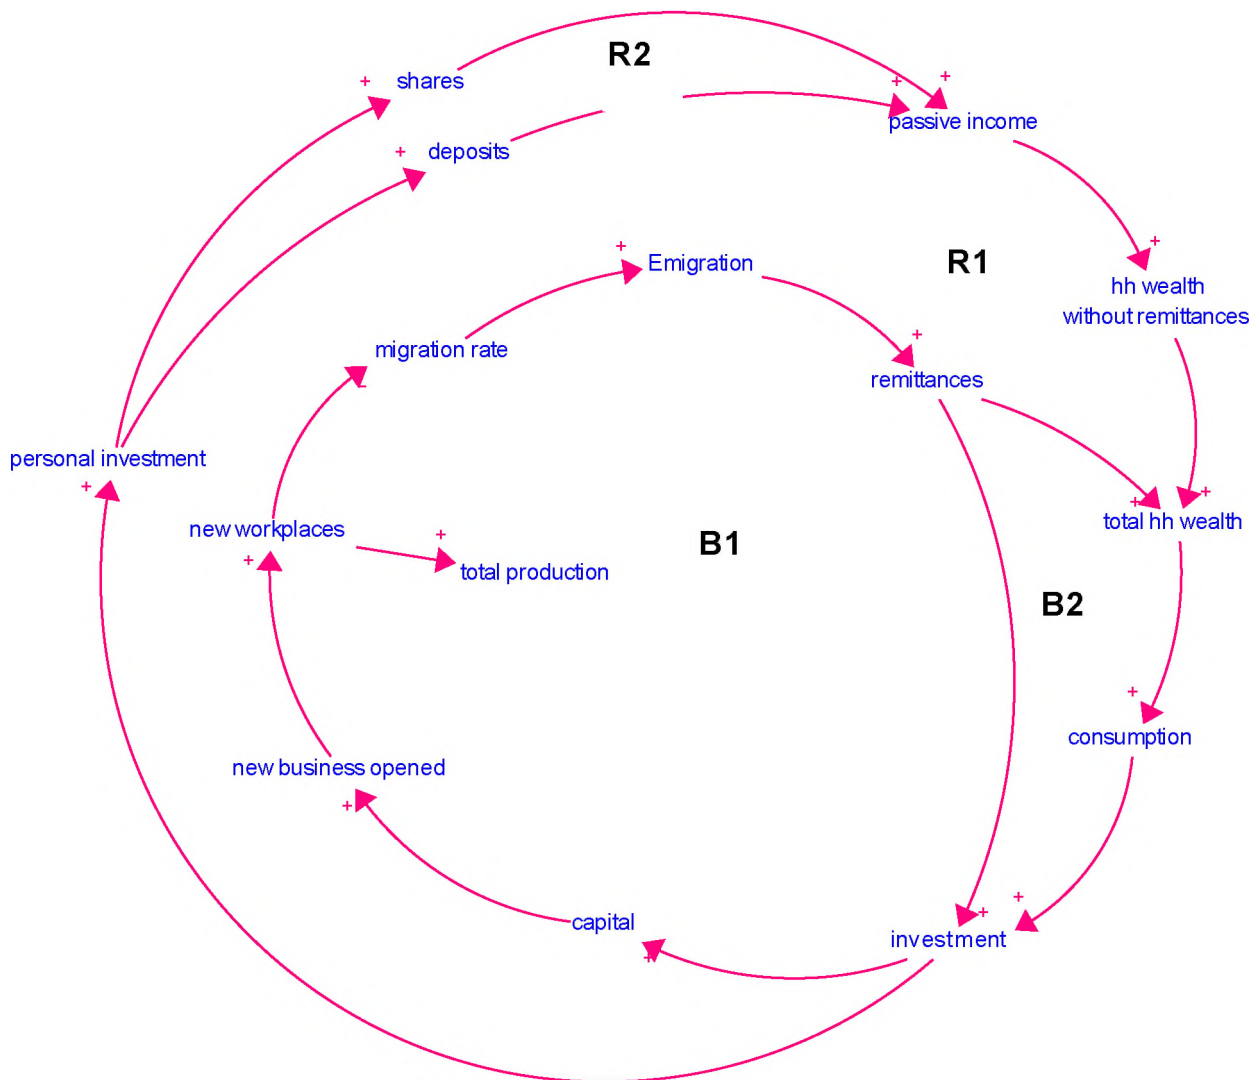 R2
shares
passive income
deposits
Emigration
R1
hh wealth
without remittances
migration rate
remittances
personal investment
new workplaces
total hh wealth
B1
total production
B2
consumption
new business opened
capital
investment
+
+
+
+
+
+
+
-
+
+
+
+
+
+
+
+
+
+
+